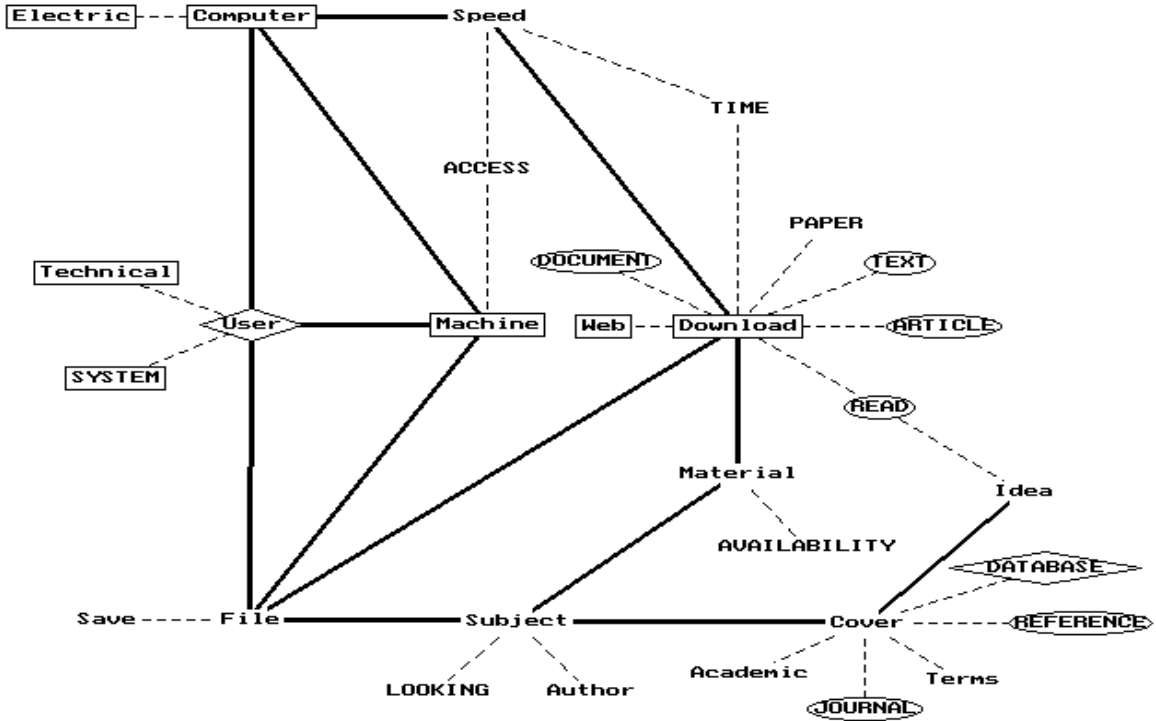 Electric
Computer
Speed
TIME
ACCESS
PAPER
DOCUMENT
TEXT
Technical
User
Machine
Web
Download
ARTICLE
SYSTEM
READ
Material
Idea
AVAILABILITY
DATABASE
Save
File
Subject
Cover
REFERENCE
Academic
Terms
LOOKING
Author
JOURNAL